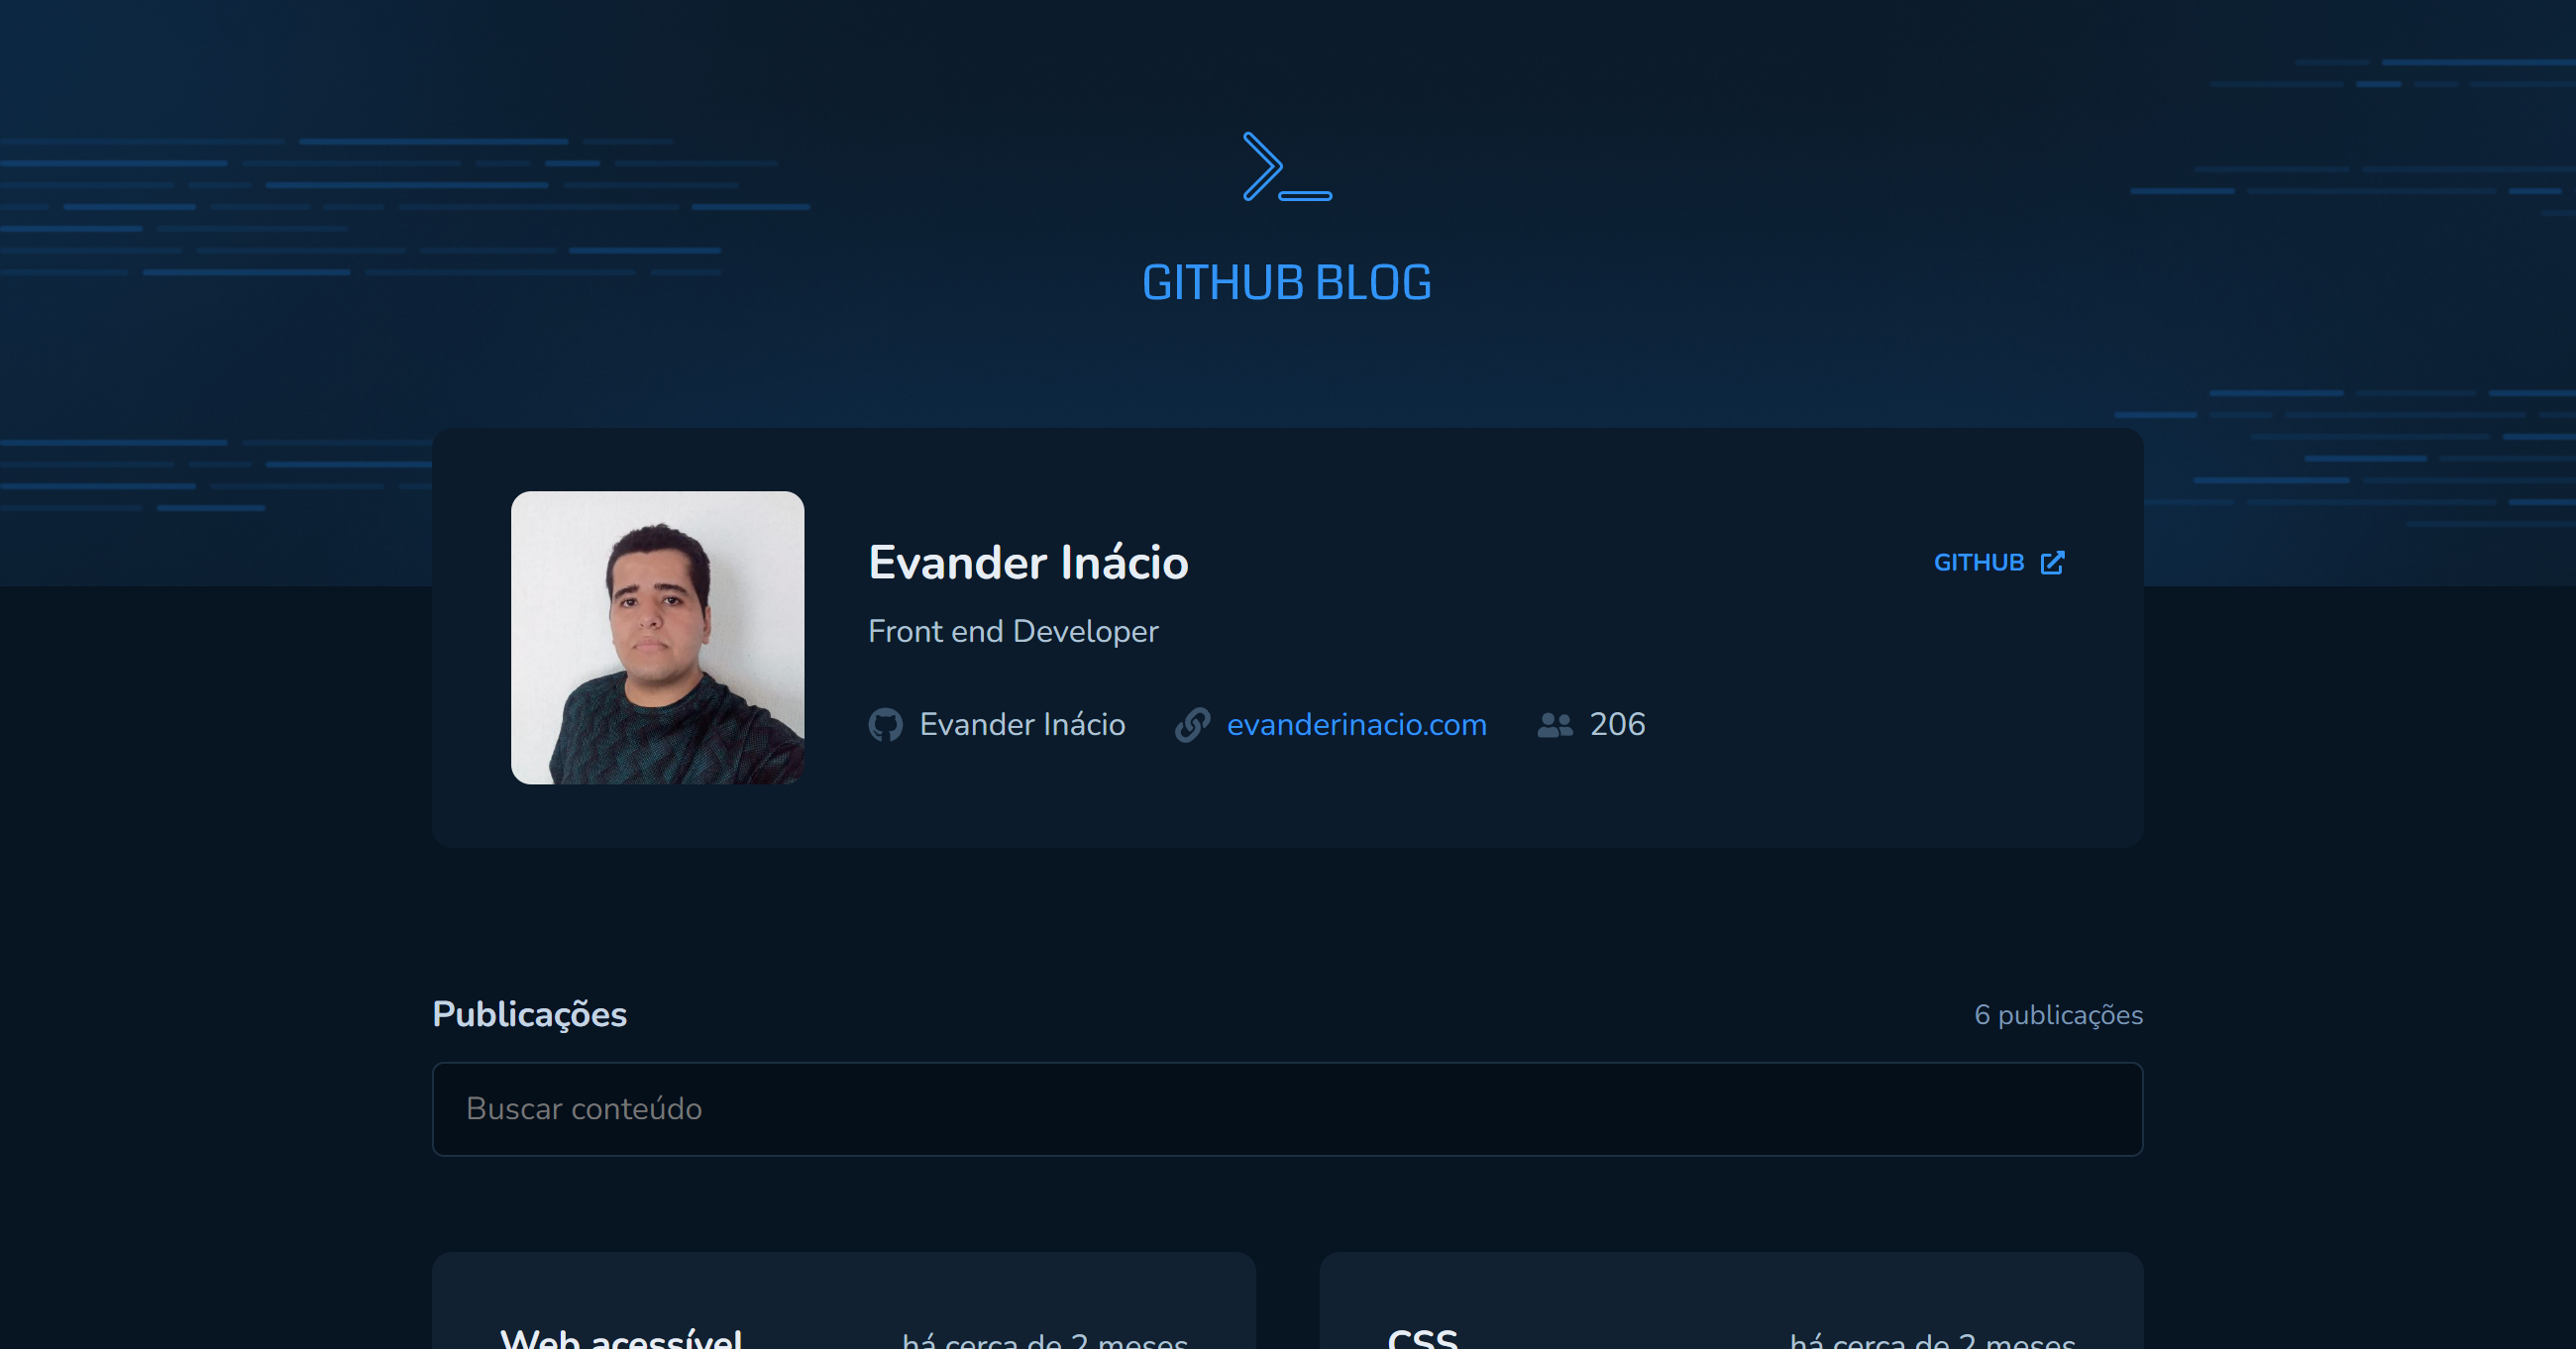 GITHUB BLOG
Evander Inácio
GITHUB
Front end Developer
Evander Inácio
evanderinacio.com
206
Publicações
6 publicações
Buscar conteúdo
Web acessível
há cerca de 2 meses
CSS
há cerca de 2 meses